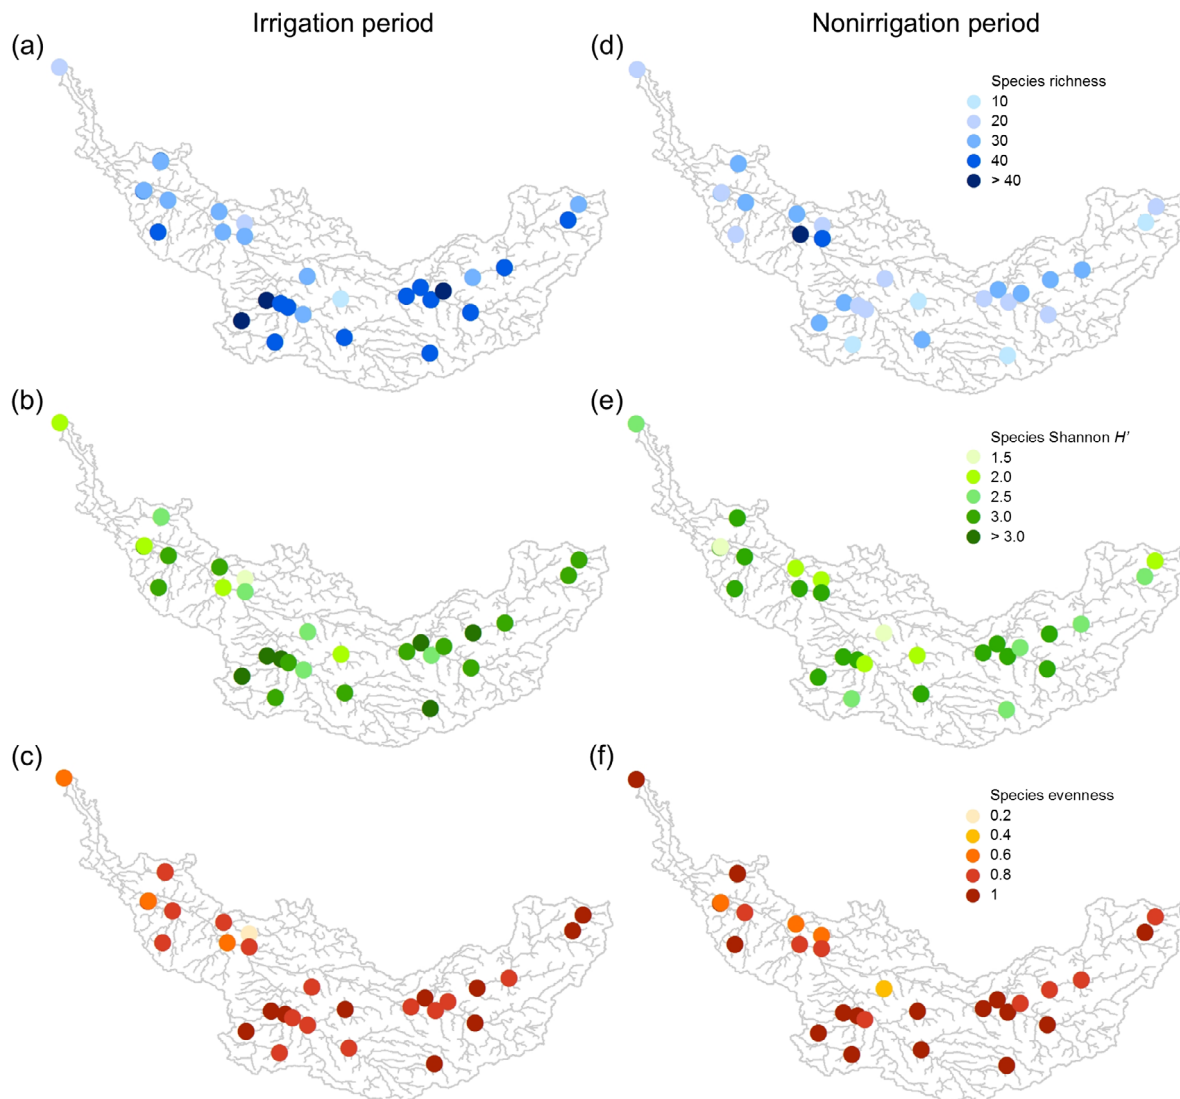 Irrigation period
Nonirrigation period
(a)
(d)
Species richness
10
20
30
40
> 40
(b)
(e)
Species Shannon H'
1.5
2.0
2.5
3.0
> 3.0
(c)
(f)
Species evenness
0.2
0.4
0.6
0.8
1